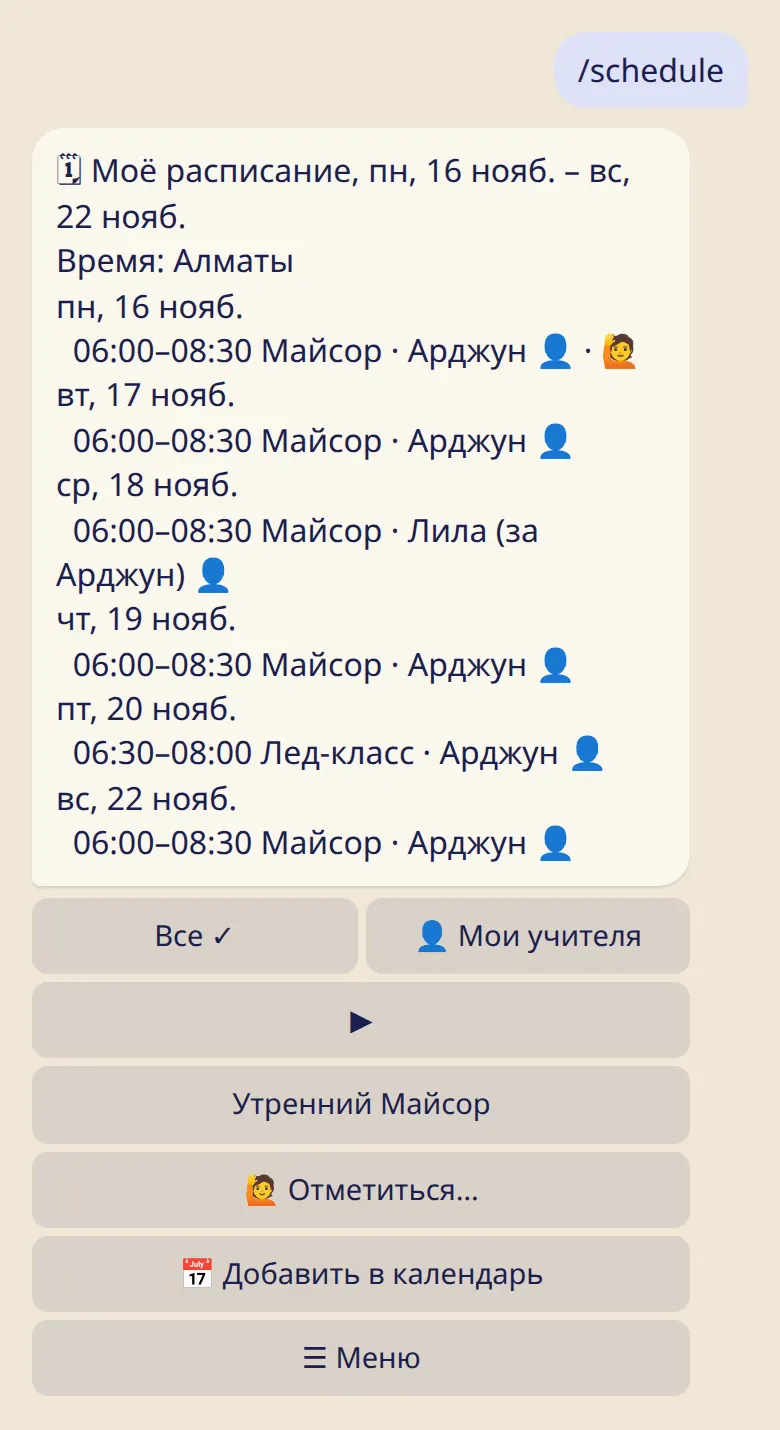 /schedule
🗓 Моё расписание, пн, 16 нояб. – вс,
22 нояб.
Время: Алматы
пн, 16 нояб.
06:00–08:30 Майсор · Арджун 👤 · 🙋
вт, 17 нояб.
06:00–08:30 Майсор · Арджун 👤
ср, 18 нояб.
06:00–08:30 Майсор · Лила (за
Арджун) 👤
чт, 19 нояб.
06:00–08:30 Майсор · Арджун 👤
пт, 20 нояб.
06:30–08:00 Лед-класс · Арджун 👤
вс, 22 нояб.
06:00–08:30 Майсор · Арджун 👤
Все ✓
👤 Мои учителя
▶
Утренний Майсор
🙋 Отметиться...
📅 Добавить в календарь
☰ Меню